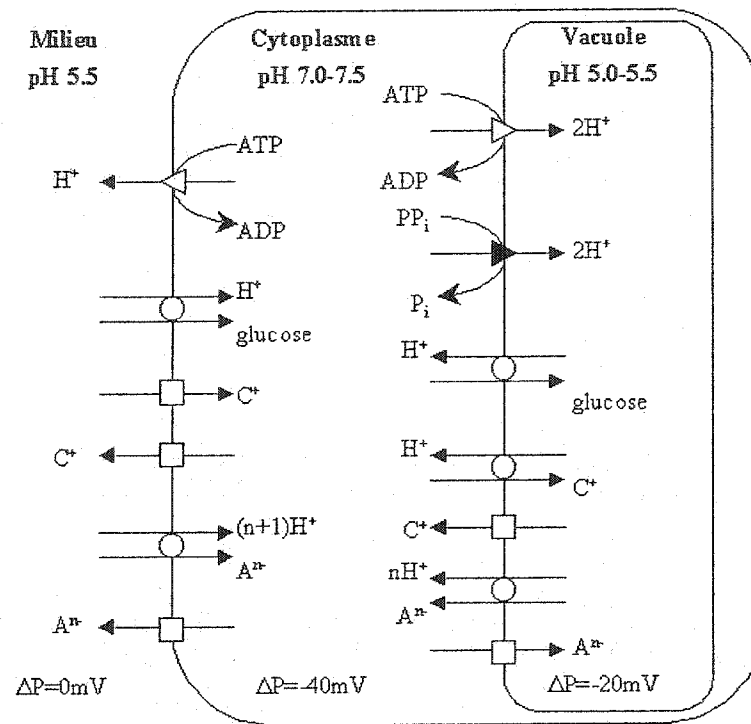 Milieu
pH 5.5
Cytoplasme
pH 7.0-7.5
Vacuole
pH 5.0-5.5
H⁺
ATP
ADP
H⁺
glucose
C⁺
C⁺
(n+1)H⁺
Aⁿ⁻
Aⁿ⁻
ATP
2H⁺
ADP
PPᵢ
2H⁺
Pᵢ
H⁺
glucose
H⁺
C⁺
C⁺
nH⁺
Aⁿ⁻
Aⁿ⁻
ΔP=0mV
ΔP=-40mV
ΔP=-20mV